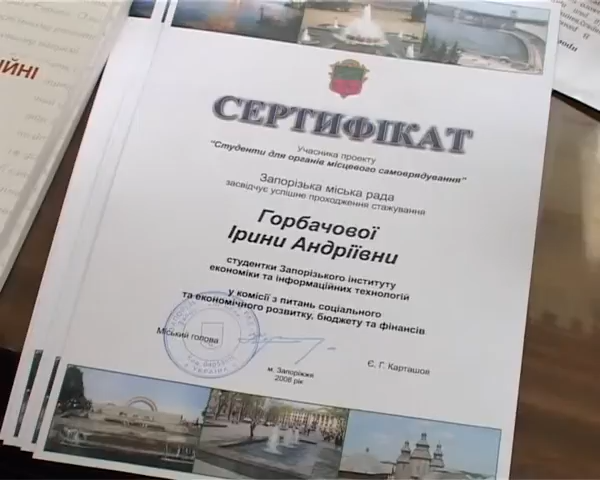 ЙНІ
СЕРТИФІКАТ
Учасника проекту
"Студенти для органів місцевого самоврядування"
Запорізька міська рада
засвідчує успішне проходження стажування
Горбачової
Ірини Андріївни
студентки Запорізького інституту
економіки та інформаційних технологій
у комісії з питань соціального
та економічного розвитку, бюджету та фінансів
Міський голова
Є. Г. Карташов
м. Запоріжжя
2008 рік